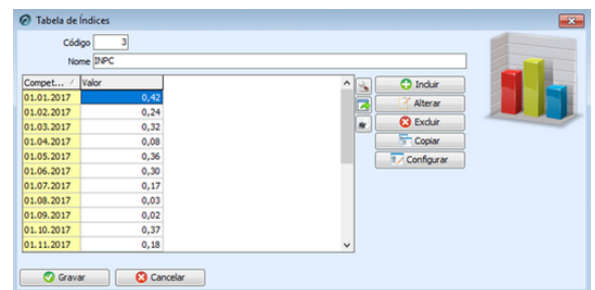 Tabela de Índices
Código 3
Nome INPC
Compet... / Valor
01.01.2017 0,42
01.02.2017 0,24
01.03.2017 0,32
01.04.2017 0,08
01.05.2017 0,36
01.06.2017 0,30
01.07.2017 0,17
01.08.2017 0,03
01.09.2017 0,02
01.10.2017 0,37
01.11.2017 0,18
Incluir
Alterar
Excluir
Copiar
Configurar
Gravar Cancelar